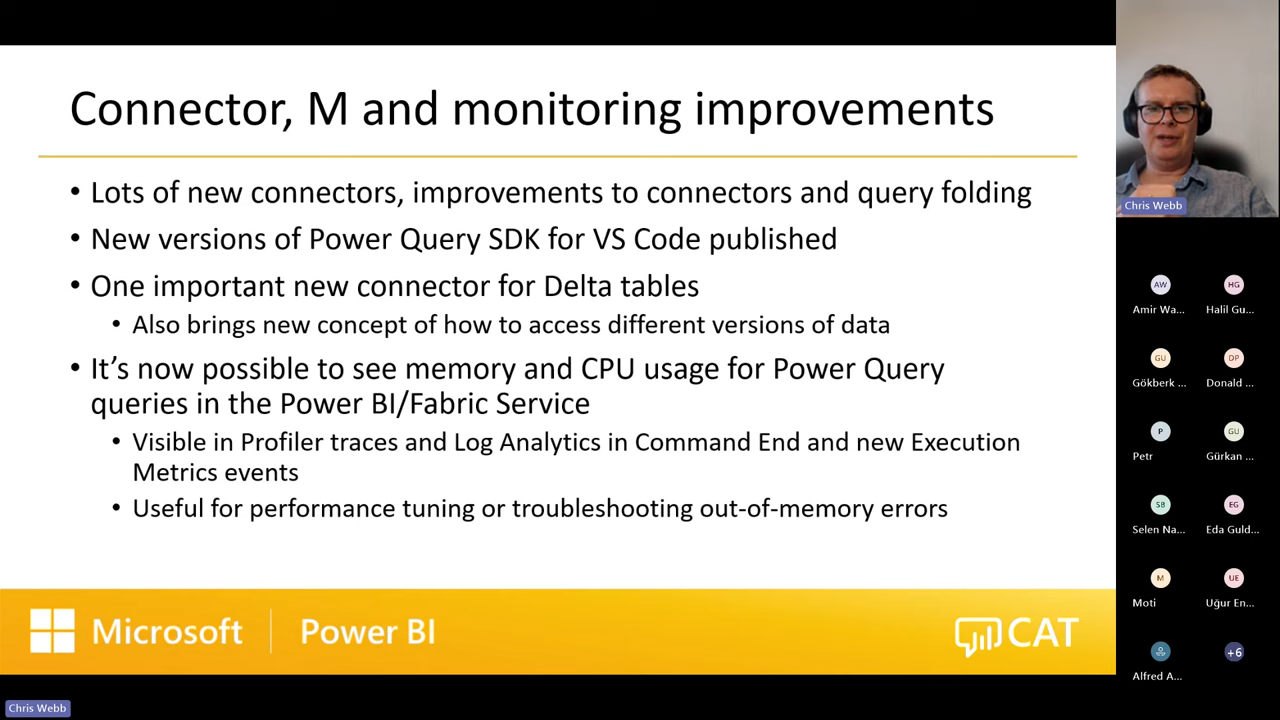 Connector, M and monitoring improvements
• Lots of new connectors, improvements to connectors and query folding
• New versions of Power Query SDK for VS Code published
• One important new connector for Delta tables
• Also brings new concept of how to access different versions of data
• It's now possible to see memory and CPU usage for Power Query
queries in the Power BI/Fabric Service
• Visible in Profiler traces and Log Analytics in Command End and new Execution
Metrics events
• Useful for performance tuning or troubleshooting out-of-memory errors
Microsoft | Power BI
CAT
Chris Webb
Chris Webb
AW
Amir Wa...
HG
Halil Gu...
GU
Gökberk ...
DP
Donald ...
P
Petr
GU
Gürkan ...
SB
Selen Na...
EG
Eda Guld...
M
Moti
UE
Uğur En...
Alfred A...
+6